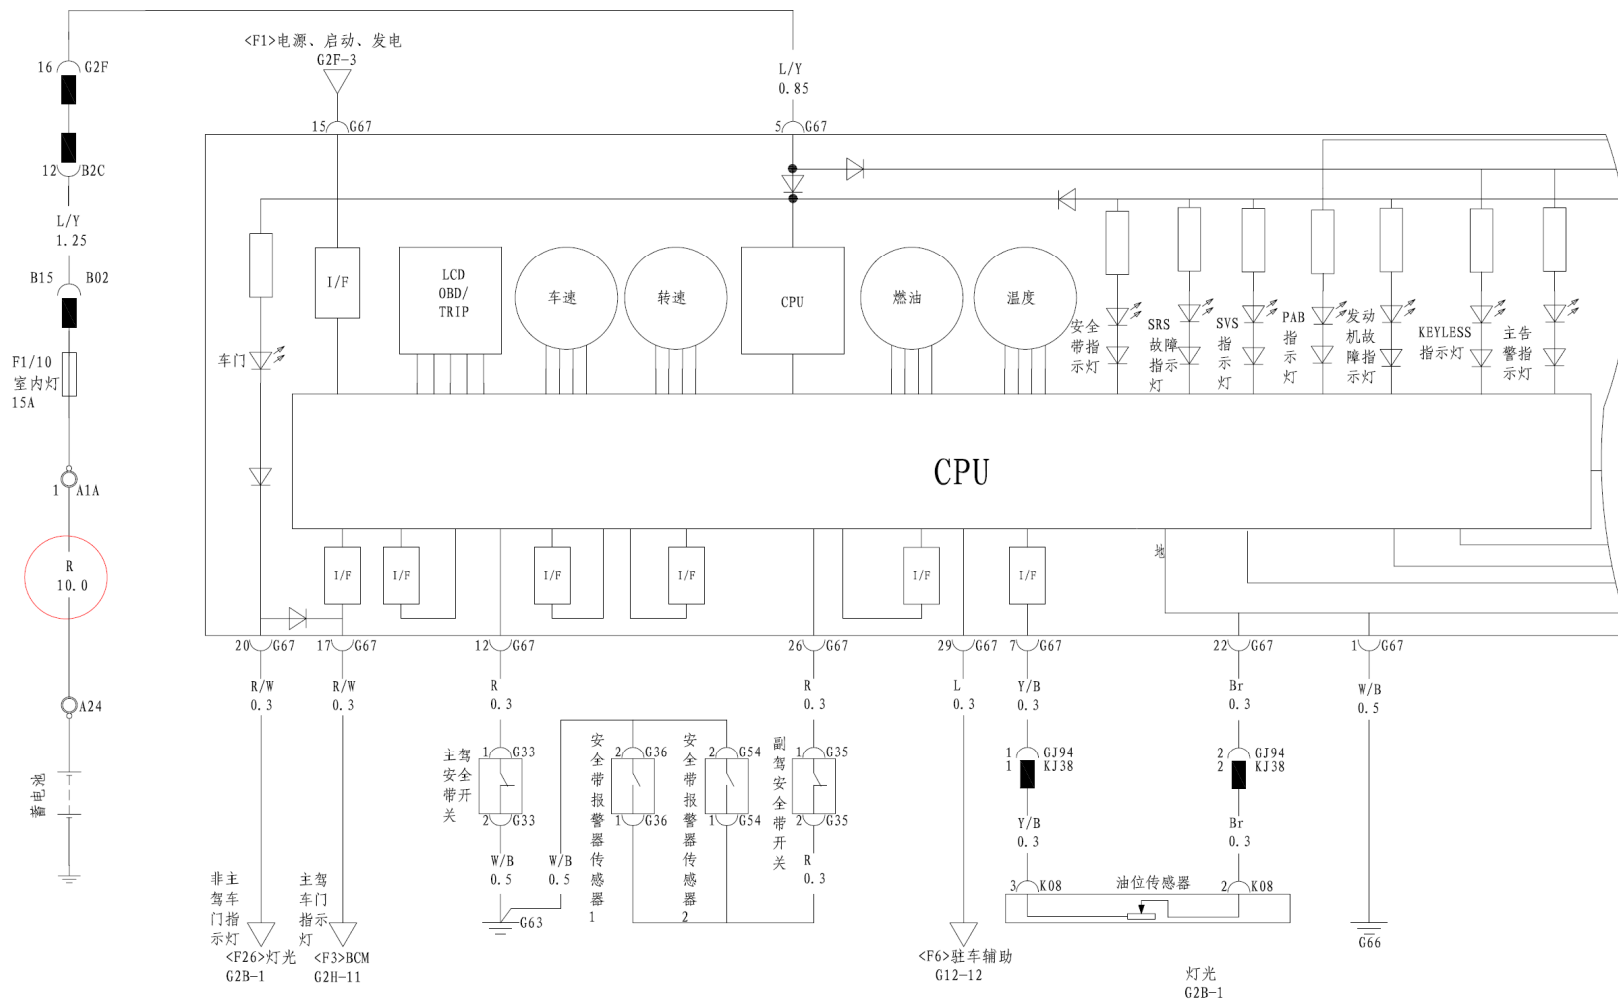 <F1>电源、启动、发电
G2F-3
16 G2F
L/Y
0.85
15 G67
5 G67
12 B2C
L/Y
1.25
B15 B02
F1/10
室内灯
15A
1 A1A
R
10.0
A24
蓄电池
车门
I/F
LCD
OBD/
TRIP
车速
转速
CPU
燃油
温度
安全
带指
示灯
SRS
故障
指示
灯
SVS
指
示
灯
PAB
指
示
灯
发动
机故
障指
示灯
KEYLESS
指示灯
主告
警指
示灯
CPU
I/F
I/F
I/F
I/F
I/F
I/F
地
20 G67
17 G67
12 G67
26 G67
29 G67
7 G67
22 G67
1 G67
R/W
0.3
R/W
0.3
R
0.3
R
0.3
L
0.3
Y/B
0.3
Br
0.3
W/B
0.5
主驾
安全
带开
关
1 G33
2 G33
安全带报警器传感器1
2 G36
1 G36
安全带报警器传感器2
2 G54
1 G54
副驾安全带开关
1 G35
2 G35
1 GJ94
1 KJ38
2 GJ94
2 KJ38
Y/B
0.3
Br
0.3
W/B
0.5
W/B
0.5
R
0.3
3 K08
油位传感器
2 K08
G63
G66
非主
驾车
门指
示灯
主驾
车门
指示
灯
<F26>灯光
G2B-1
<F3>BCM
G2H-11
<F6>驻车辅助
G12-12
灯光
G2B-1